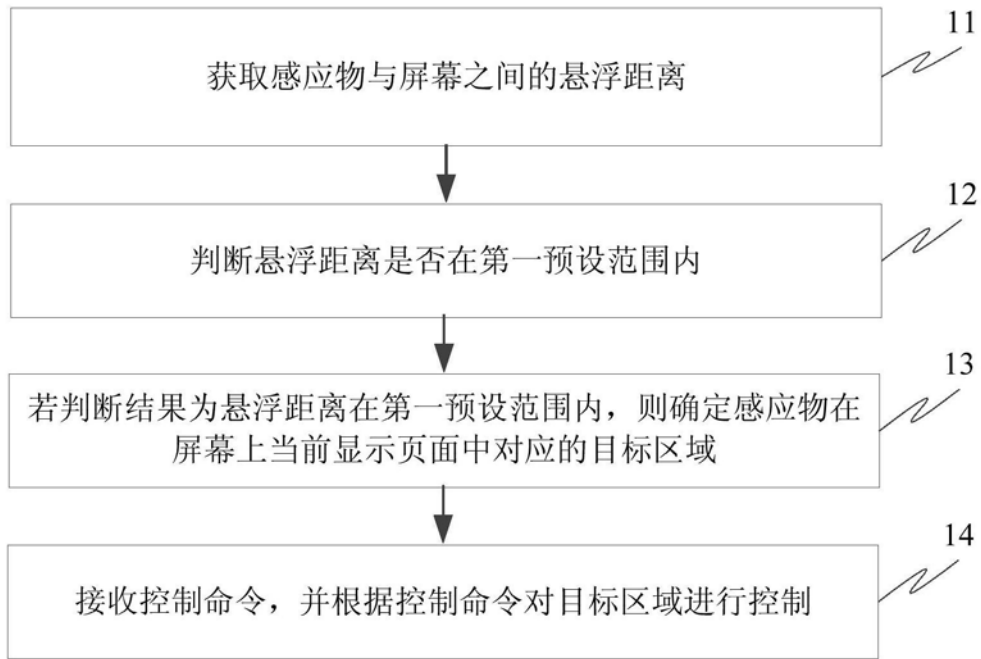 11
获取感应物与屏幕之间的悬浮距离
12
判断悬浮距离是否在第一预设范围内
13
若判断结果为悬浮距离在第一预设范围内，则确定感应物在
屏幕上当前显示页面中对应的目标区域
14
接收控制命令，并根据控制命令对目标区域进行控制